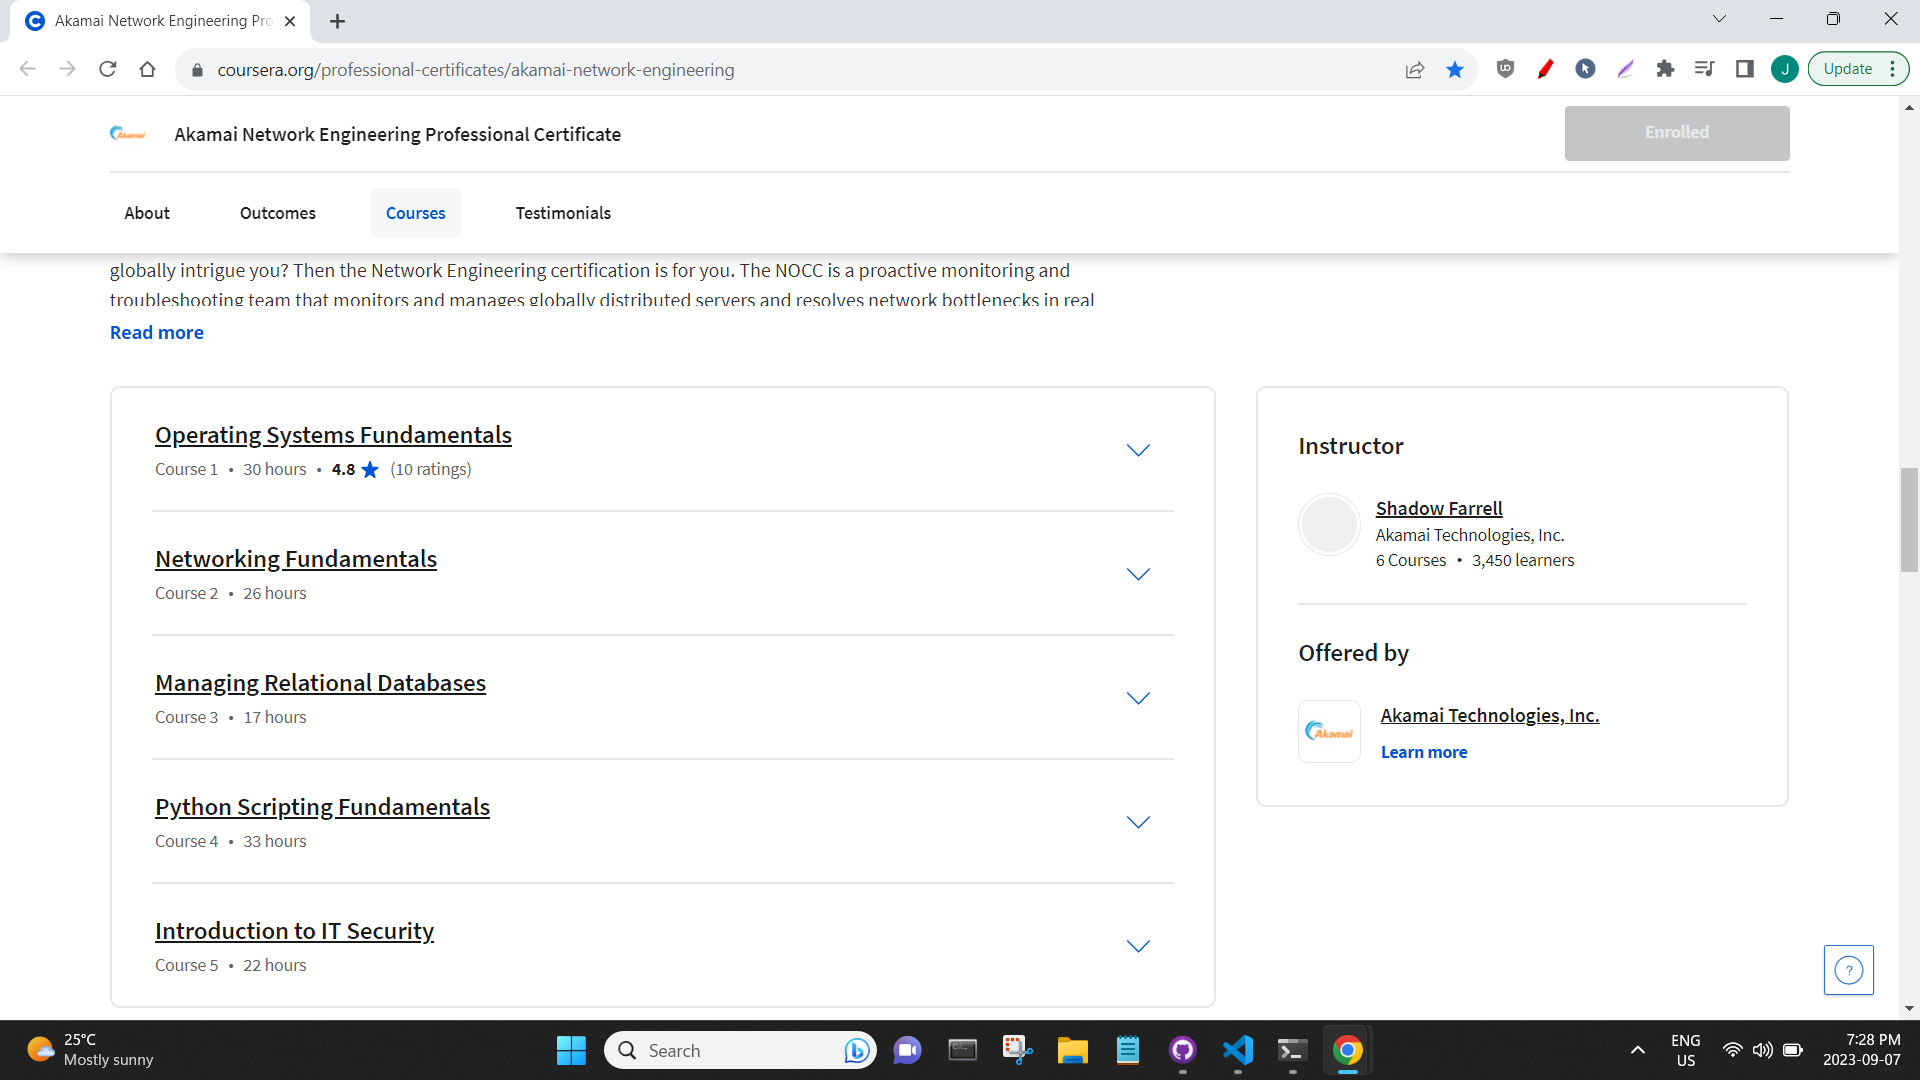 Akamai Network Engineering Pro
coursera.org/professional-certificates/akamai-network-engineering
J
Update
Akamai
Akamai Network Engineering Professional Certificate
Enrolled
About
Outcomes
Courses
Testimonials
globally intrigue you? Then the Network Engineering certification is for you. The NOCC is a proactive monitoring and
troubleshooting team that monitors and manages globally distributed servers and resolves network bottlenecks in real
Read more
Operating Systems Fundamentals
Course 1 • 30 hours • 4.8 (10 ratings)
Networking Fundamentals
Course 2 • 26 hours
Managing Relational Databases
Course 3 • 17 hours
Python Scripting Fundamentals
Course 4 • 33 hours
Introduction to IT Security
Course 5 • 22 hours
Instructor
Shadow Farrell
Akamai Technologies, Inc.
6 Courses • 3,450 learners
Offered by
Akamai
Akamai Technologies, Inc.
Learn more
?
25°C
Mostly sunny
Search
ENG
US
7:28 PM
2023-09-07